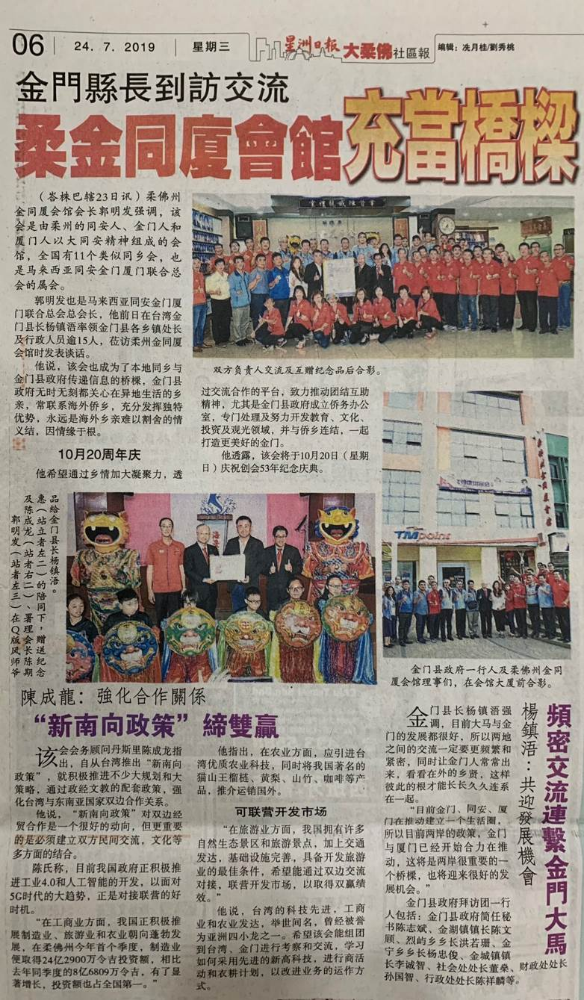 06
24. 7. 2019
星期三
星洲日报
大柔佛社區報
编辑：冼月桂/劉秀桃
金門縣長到訪交流
柔金同廈會館充當橋樑
（峇株巴辖23日讯）柔佛州
金同厦会馆会长郭明发强调，该
会是由柔州的同安人、金门人和
厦门人以大同安精神组成的会
馆，全国有11个类似同乡会，也
是马来西亚同安金门厦门联合总
会的属会。
郭明发也是马来西亚同安金门厦
门联合总会总会长，他前日在台湾金
门县长杨镇浯率领金门县各乡镇处长
及行政人员逾15人，莅访柔州金同厦
会馆时发表谈话。
他说，该会也成为了本地同乡与
金门县政府传递信息的桥樑，金门县
政府无时无刻都关心在异地生活的乡
亲，常联系海外侨乡，充分发挥独特
优势，永远是海外乡亲难以割舍的情
义结，因情缘于根。
10月20周年庆
他希望通过乡情加大凝聚力，透
双方负责人交流及互赠纪念品后合影。
过交流合作的平台，致力推动团结互助
精神，尤其是金门县政府成立侨务办公
室，专门处理及努力开发教育、文化、
投资及观光领域，并与侨乡连结，一起
打造更美好的金门。
他透露，该会将于10月20日（星期
日）庆祝创会53年纪念庆典。
TMpoint
金门县政府一行人及柔佛州金同
厦会馆理事们，在会馆大厦前合影。
郭明发（站者左三）在Q版风师爷
及陈成龙（站者右二）、署理会长陈期
惠（站立者左二）的陪同下，赠送纪念
品给金门县长杨镇浯。
陳成龍：強化合作關係
“新南向政策”締雙贏
该会会务顾问丹斯里陈成龙指
出，自从台湾推出“新南向
政策”，就积极推进不少大规划和大
策略，通过政经文教的配套政策，强
化台湾与东南亚国家双边合作关系。
他说，“新南向政策”对双边经
贸合作是一个很好的动向，但更重要
的是必须建立双方民间交流，文化等
多方面的结合。
陈氏称，目前我国政府正积极推
进工业4.0和人工智能的开发，以面对
5G时代的大趋势，正是对接联营的好
时机。
“在工商业方面，我国正积极推
展制造业、旅游业和农业朝向蓬勃发
展，在柔佛州今年首个季度，制造业
便取得24亿2900万令吉投资额，相比
去年同季度的8亿6809万令吉，有了显
著增长，投资额也占全国第一。”
他指出，在农业方面，应引进台
湾优质农业科技，同时将我国著名的
猫山王榴梿、黄梨、山竹、咖啡等产
品，推介运销国外。
可联营开发市场
“在旅游业方面，我国拥有许多
自然生态景区和旅游景点，加上交通
发达，基础设施完善，具备开发旅游
业的最佳条件，希望能通过双边交流
对接，联营开发市场，以取得双赢绩
效。”
他说，台湾的科技先进，工商
业和农业发达，举世闻名，曾经被誉
为亚洲四小龙之一。希望该会能组团
到台湾、金门进行考察和交流，学习
如何采用先进的新高科技，进行商活
动和农耕计划，以改进业务的运作方
式。
頻密交流連繫金門大馬
楊鎮浯：共迎發展機會
金门县长杨镇浯强
调，目前大马与金
门的发展都很好，所以两地
之间的交流一定要更频繁和
紧密，同时让金门人常常出
来，看看在外的乡贤，这样
彼此的根才能长长久久连系
在一起。
“目前金门、同安、厦
门在推动建立一个生活圈，
所以目前两岸的政策，金门
与厦门已经开始合力在推
动，这将是两岸很重要的一
个桥樑，也将迎来很好的发
展机会。”
金门县政府拜访团一行
人包括：金门县政府简任秘
书陈志斌、金湖镇镇长陈文
顾、烈屿乡乡长洪若珊、金
宁乡乡长杨忠俊、金城镇镇
长李诚智、社会处处长董燊、财政处处长
孙国智、行政处处长陈祥麟等。